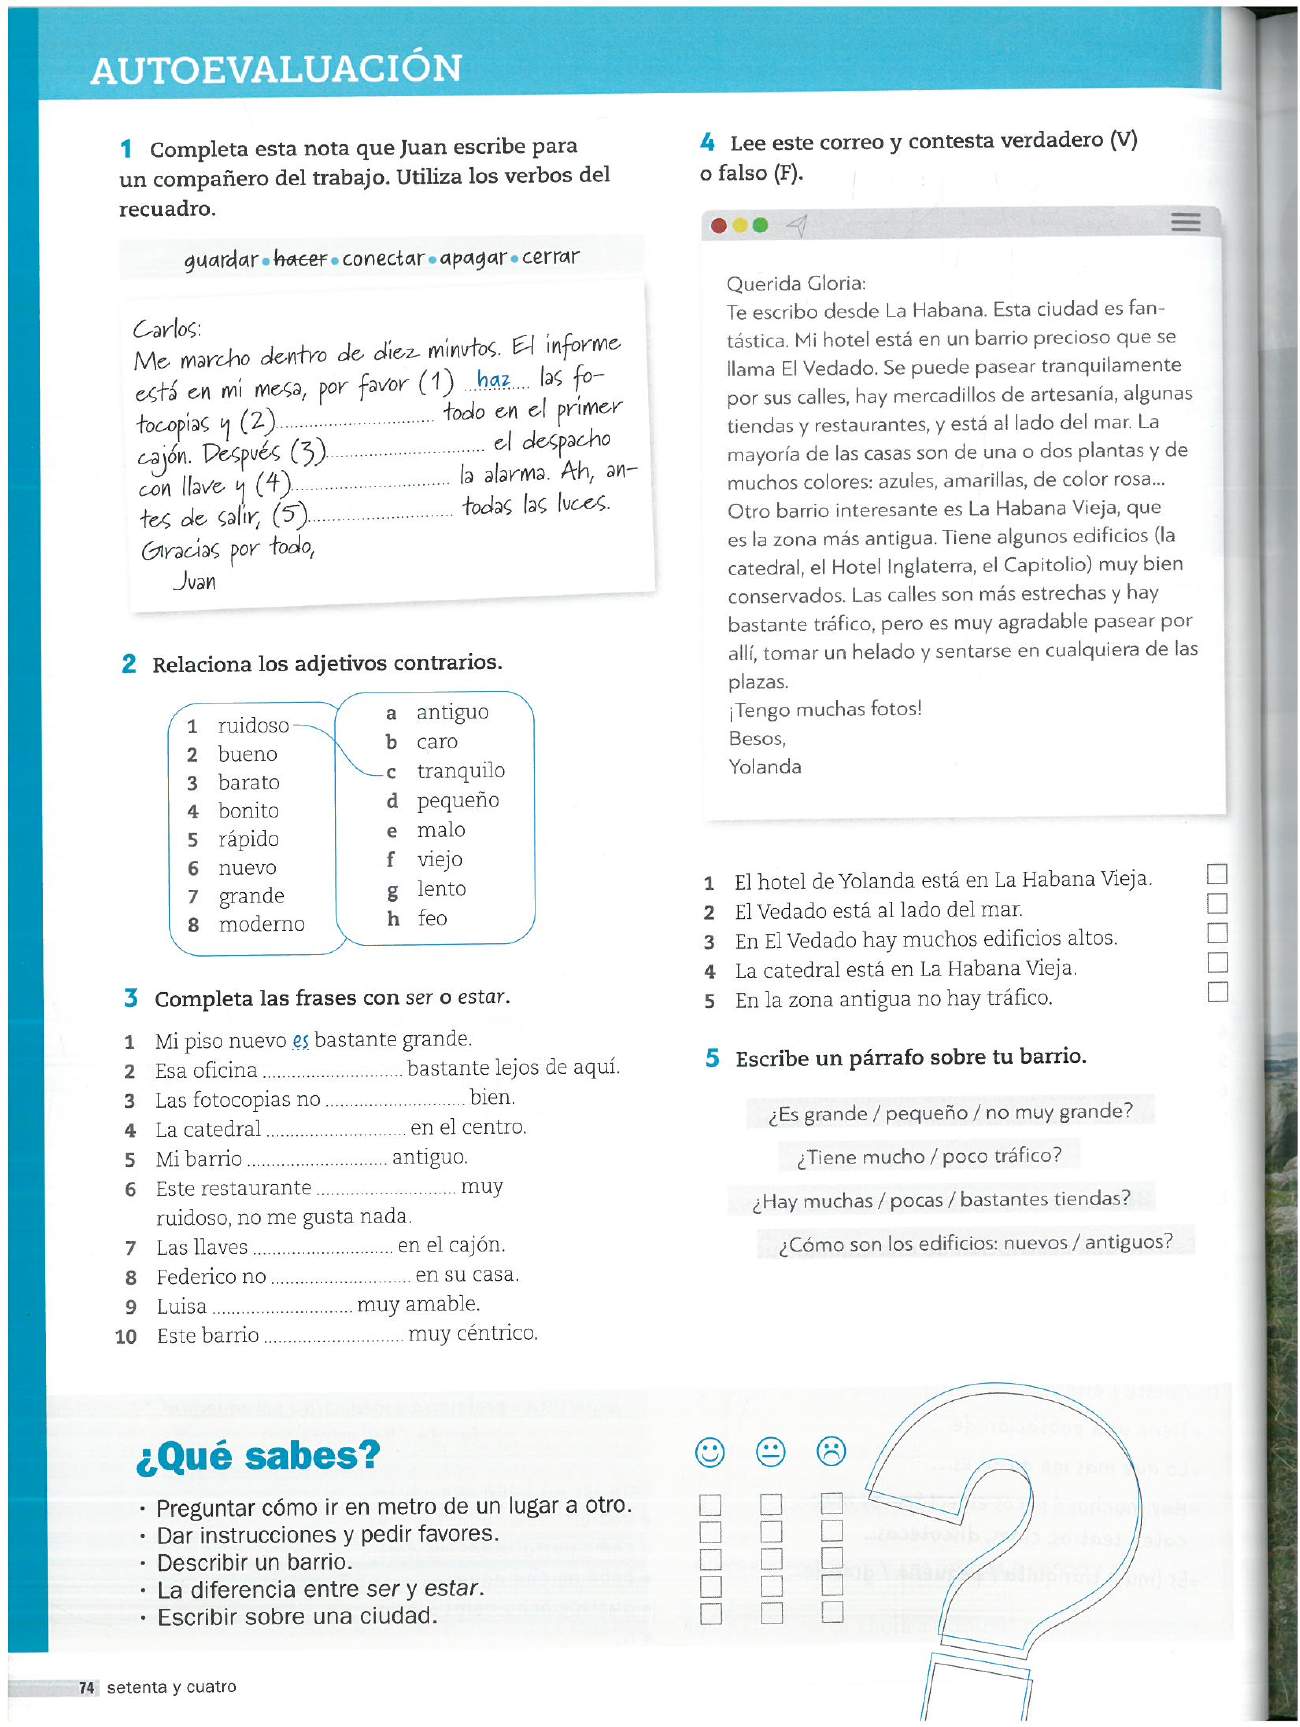 AUTOEVALUACIÓN
1 Completa esta nota que Juan escribe para
un compañero del trabajo. Utiliza los verbos del
recuadro.
guardar • hacer • conectar • apagar • cerrar
Carlos:
Me marcho dentro de diez minutos. El informe
está en mi mesa, por favor (1) ...haz.... las fo-
tocopias y (2)............................ todo en el primer
cajón. Después (3)............................ el despacho
con llave y (4)............................ la alarma. Ah, an-
tes de salir, (5)............................ todas las luces.
Gracias por todo,
Juan
2 Relaciona los adjetivos contrarios.
1 ruidoso
2 bueno
3 barato
4 bonito
5 rápido
6 nuevo
7 grande
8 moderno
a antiguo
b caro
c tranquilo
d pequeño
e malo
f viejo
g lento
h feo
3 Completa las frases con ser o estar.
1 Mi piso nuevo es bastante grande.
2 Esa oficina ............................ bastante lejos de aquí.
3 Las fotocopias no ............................ bien.
4 La catedral ............................ en el centro.
5 Mi barrio ............................ antiguo.
6 Este restaurante ............................ muy
ruidoso, no me gusta nada.
7 Las llaves ............................ en el cajón.
8 Federico no ............................ en su casa.
9 Luisa ............................ muy amable.
10 Este barrio ............................ muy céntrico.
4 Lee este correo y contesta verdadero (V)
o falso (F).
Querida Gloria:
Te escribo desde La Habana. Esta ciudad es fan-
tástica. Mi hotel está en un barrio precioso que se
llama El Vedado. Se puede pasear tranquilamente
por sus calles, hay mercadillos de artesanía, algunas
tiendas y restaurantes, y está al lado del mar. La
mayoría de las casas son de una o dos plantas y de
muchos colores: azules, amarillas, de color rosa...
Otro barrio interesante es La Habana Vieja, que
es la zona más antigua. Tiene algunos edificios (la
catedral, el Hotel Inglaterra, el Capitolio) muy bien
conservados. Las calles son más estrechas y hay
bastante tráfico, pero es muy agradable pasear por
allí, tomar un helado y sentarse en cualquiera de las
plazas.
¡Tengo muchas fotos!
Besos,
Yolanda
1 El hotel de Yolanda está en La Habana Vieja.
2 El Vedado está al lado del mar.
3 En El Vedado hay muchos edificios altos.
4 La catedral está en La Habana Vieja.
5 En la zona antigua no hay tráfico.
5 Escribe un párrafo sobre tu barrio.
¿Es grande / pequeño / no muy grande?
¿Tiene mucho / poco tráfico?
¿Hay muchas / pocas / bastantes tiendas?
¿Cómo son los edificios: nuevos / antiguos?
¿Qué sabes?
• Preguntar cómo ir en metro de un lugar a otro.
• Dar instrucciones y pedir favores.
• Describir un barrio.
• La diferencia entre ser y estar.
• Escribir sobre una ciudad.
74 setenta y cuatro